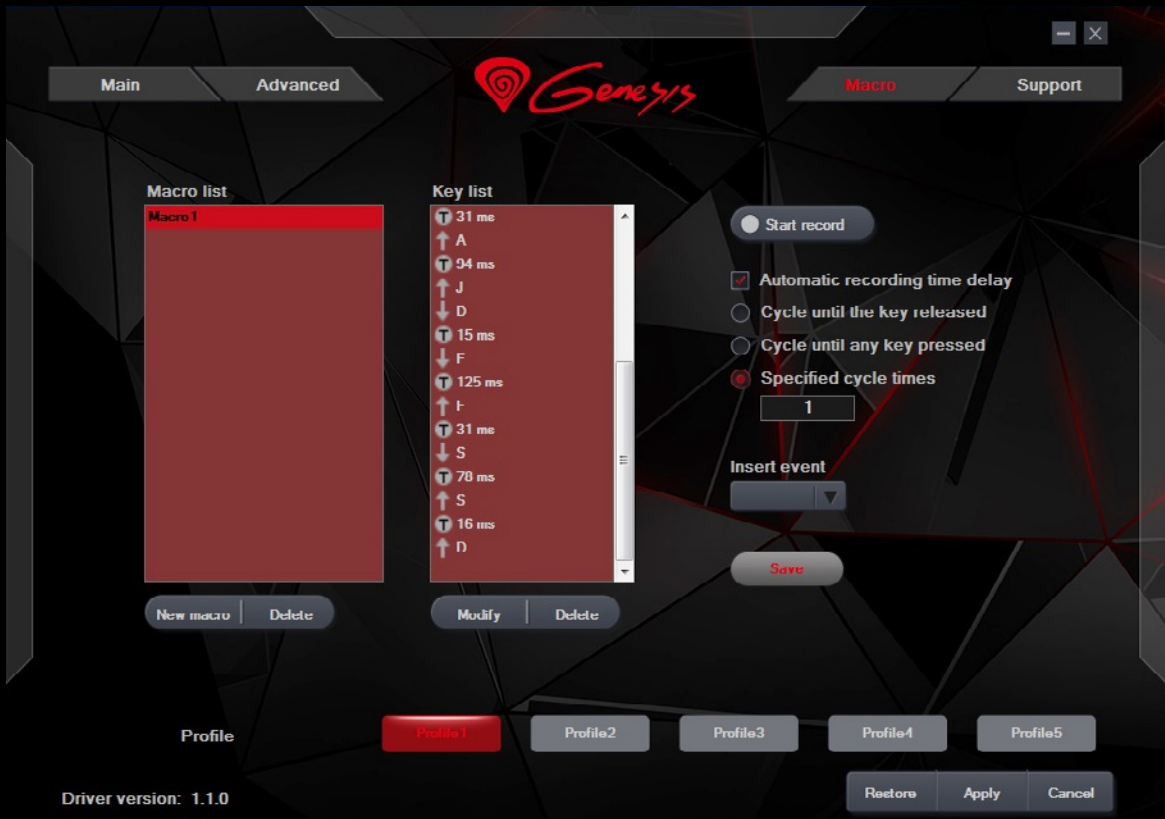 Main
Advanced
Genesis
Macro
Support
Macro list
Macro1
New macro
Delete
Key list
T 31 ms
A
T 94 ms
J
D
T 15 ms
F
T 125 ms
F
T 31 ms
S
T 78 ms
S
T 16 ms
D
Modify
Delete
Start record
Automatic recording time delay
Cycle until the key released
Cycle until any key pressed
Specified cycle times
1
Insert event
Save
Profile
Profile1
Profile2
Profile3
Profile4
Profile5
Driver version: 1.1.0
Restore
Apply
Cancel